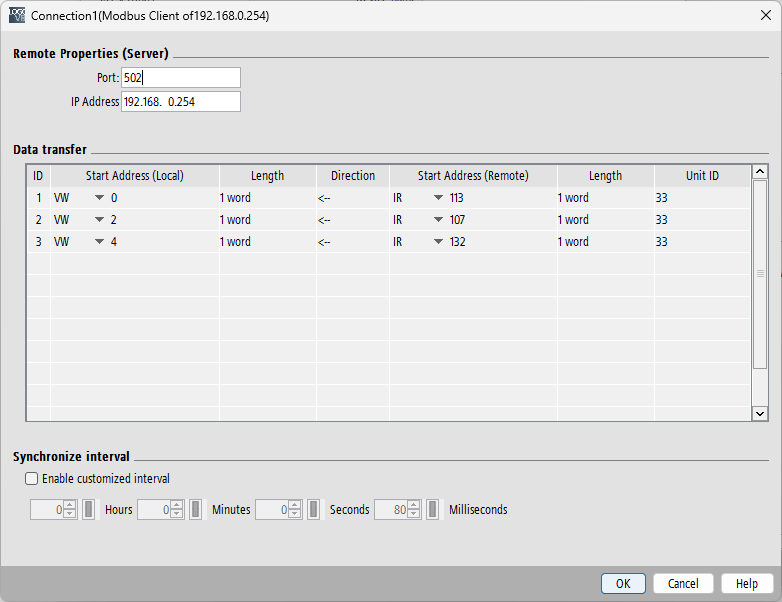 Connection1(Modbus Client of192.168.0.254)
Remote Properties (Server)
Port: 502
IP Address 192.168. 0.254
Data transfer
ID Start Address (Local) Length Direction Start Address (Remote) Length Unit ID
1 VW 0 1 word <-- IR 113 1 word 33
2 VW 2 1 word <-- IR 107 1 word 33
3 VW 4 1 word <-- IR 132 1 word 33
Synchronize interval
Enable customized interval
0 Hours 0 Minutes 0 Seconds 80 Milliseconds
OK Cancel Help